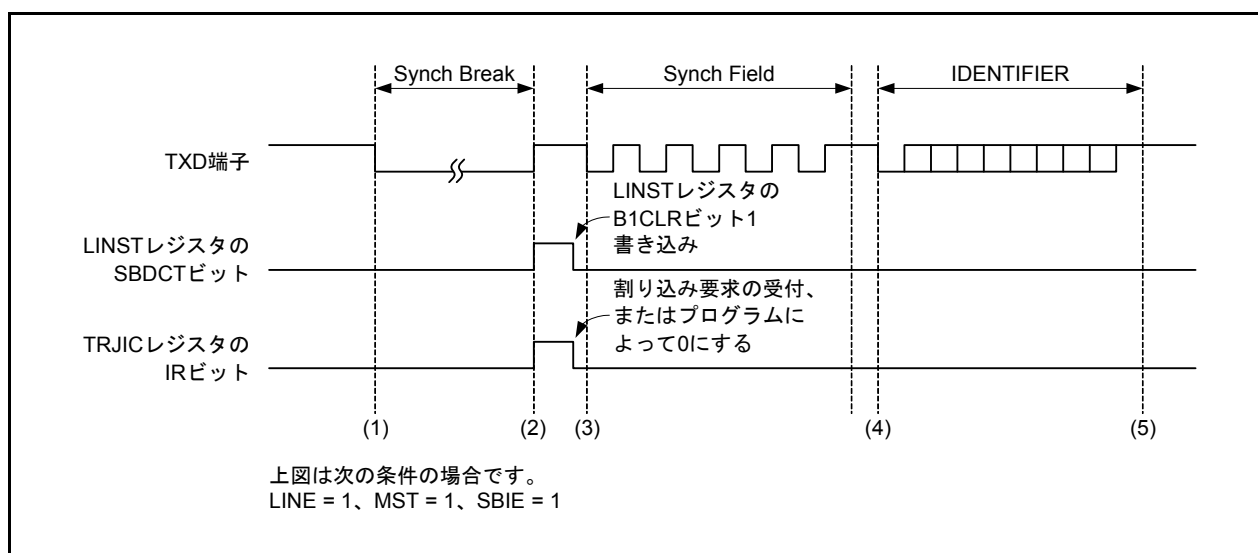 Synch Break
Synch Field
IDENTIFIER
TXD端子
LINSTレジスタの
B1CLRビット1
書き込み
LINSTレジスタの
SBDCTビット
割り込み要求の受付、
またはプログラムに
よって0にする
TRJICレジスタの
IRビット
(1)
(2)
(3)
(4)
(5)
上図は次の条件の場合です。
LINE = 1、MST = 1、SBIE = 1